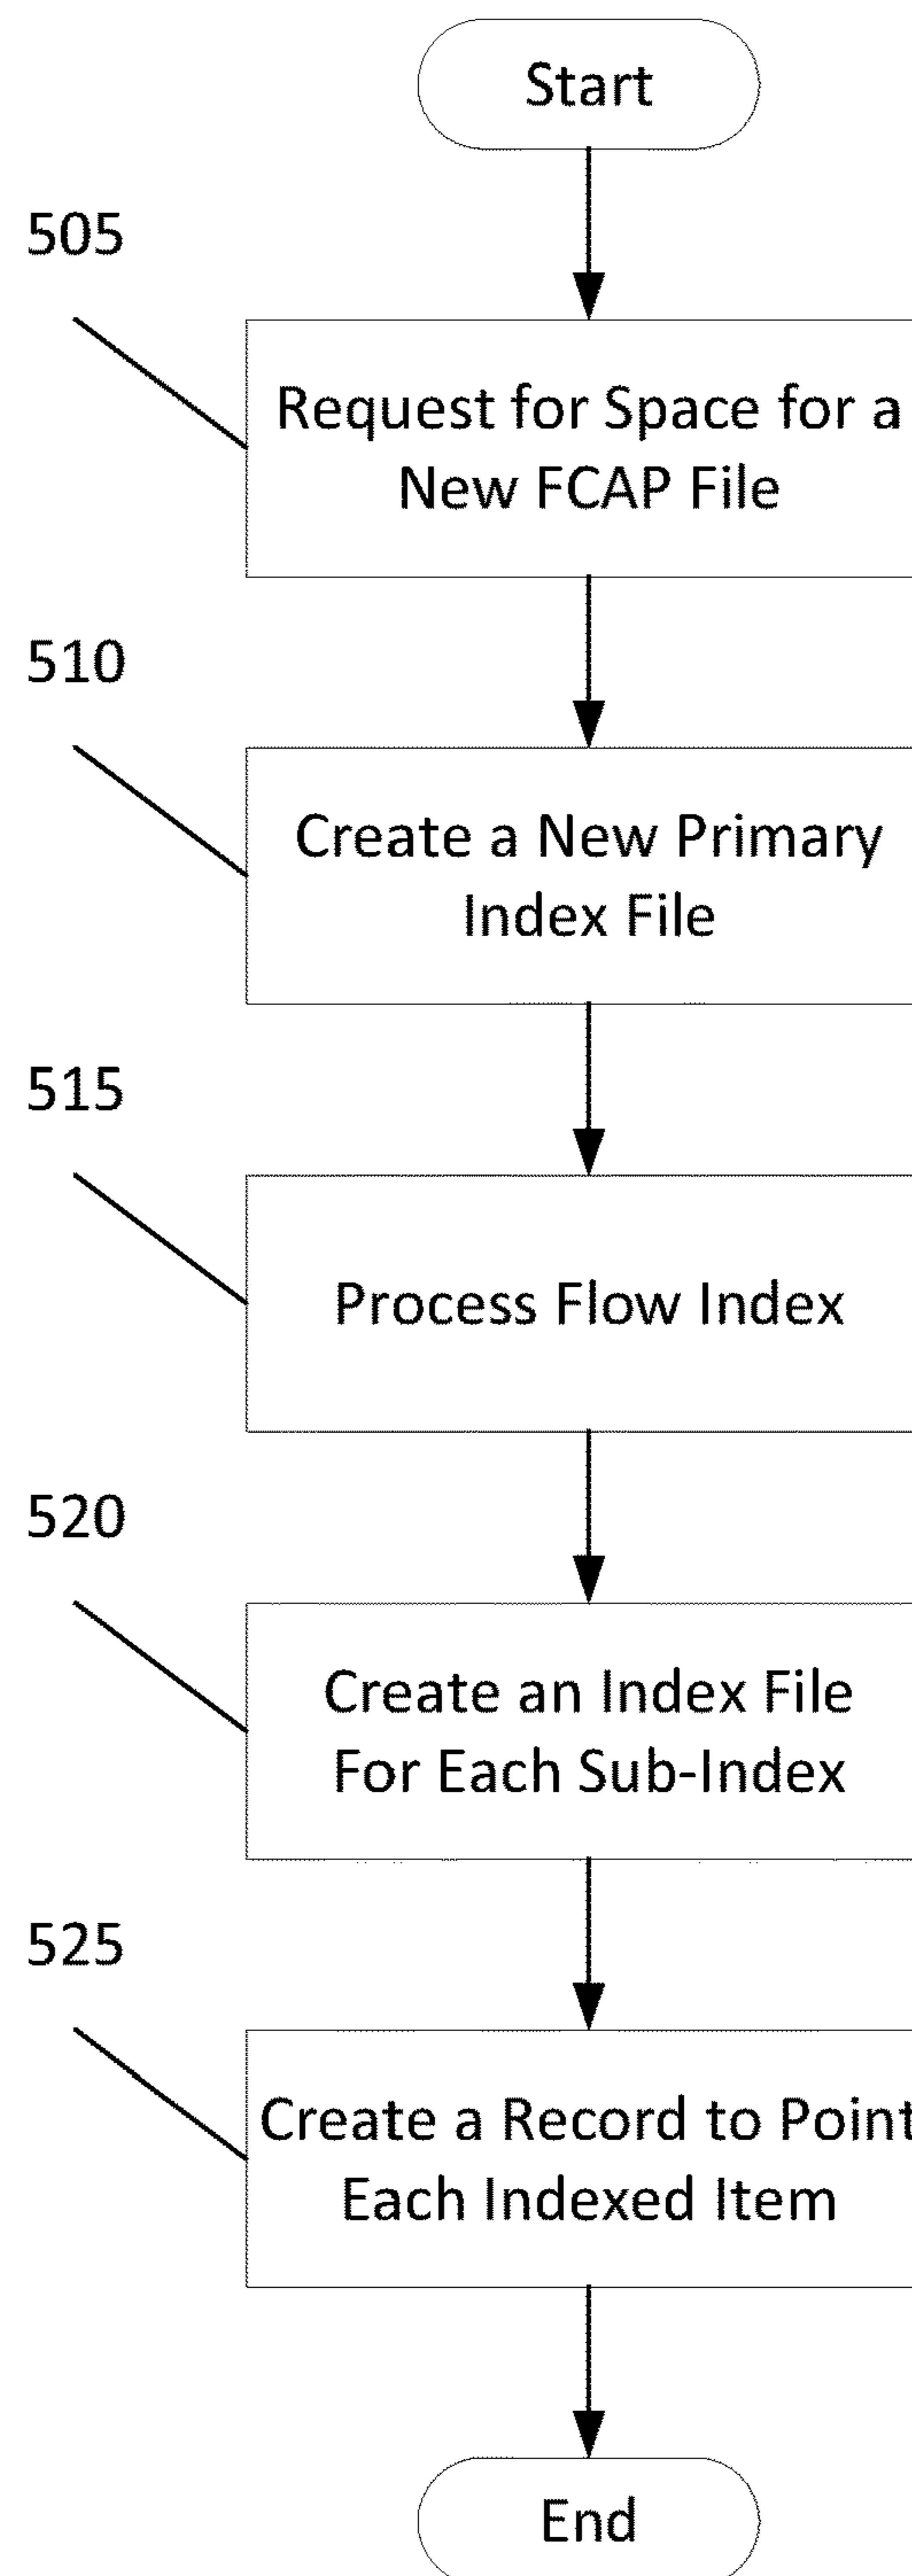 Start
505
Request for Space for a
New FCAP File
510
Create a New Primary
Index File
515
Process Flow Index
520
Create an Index File
For Each Sub-Index
525
Create a Record to Point
Each Indexed Item
End